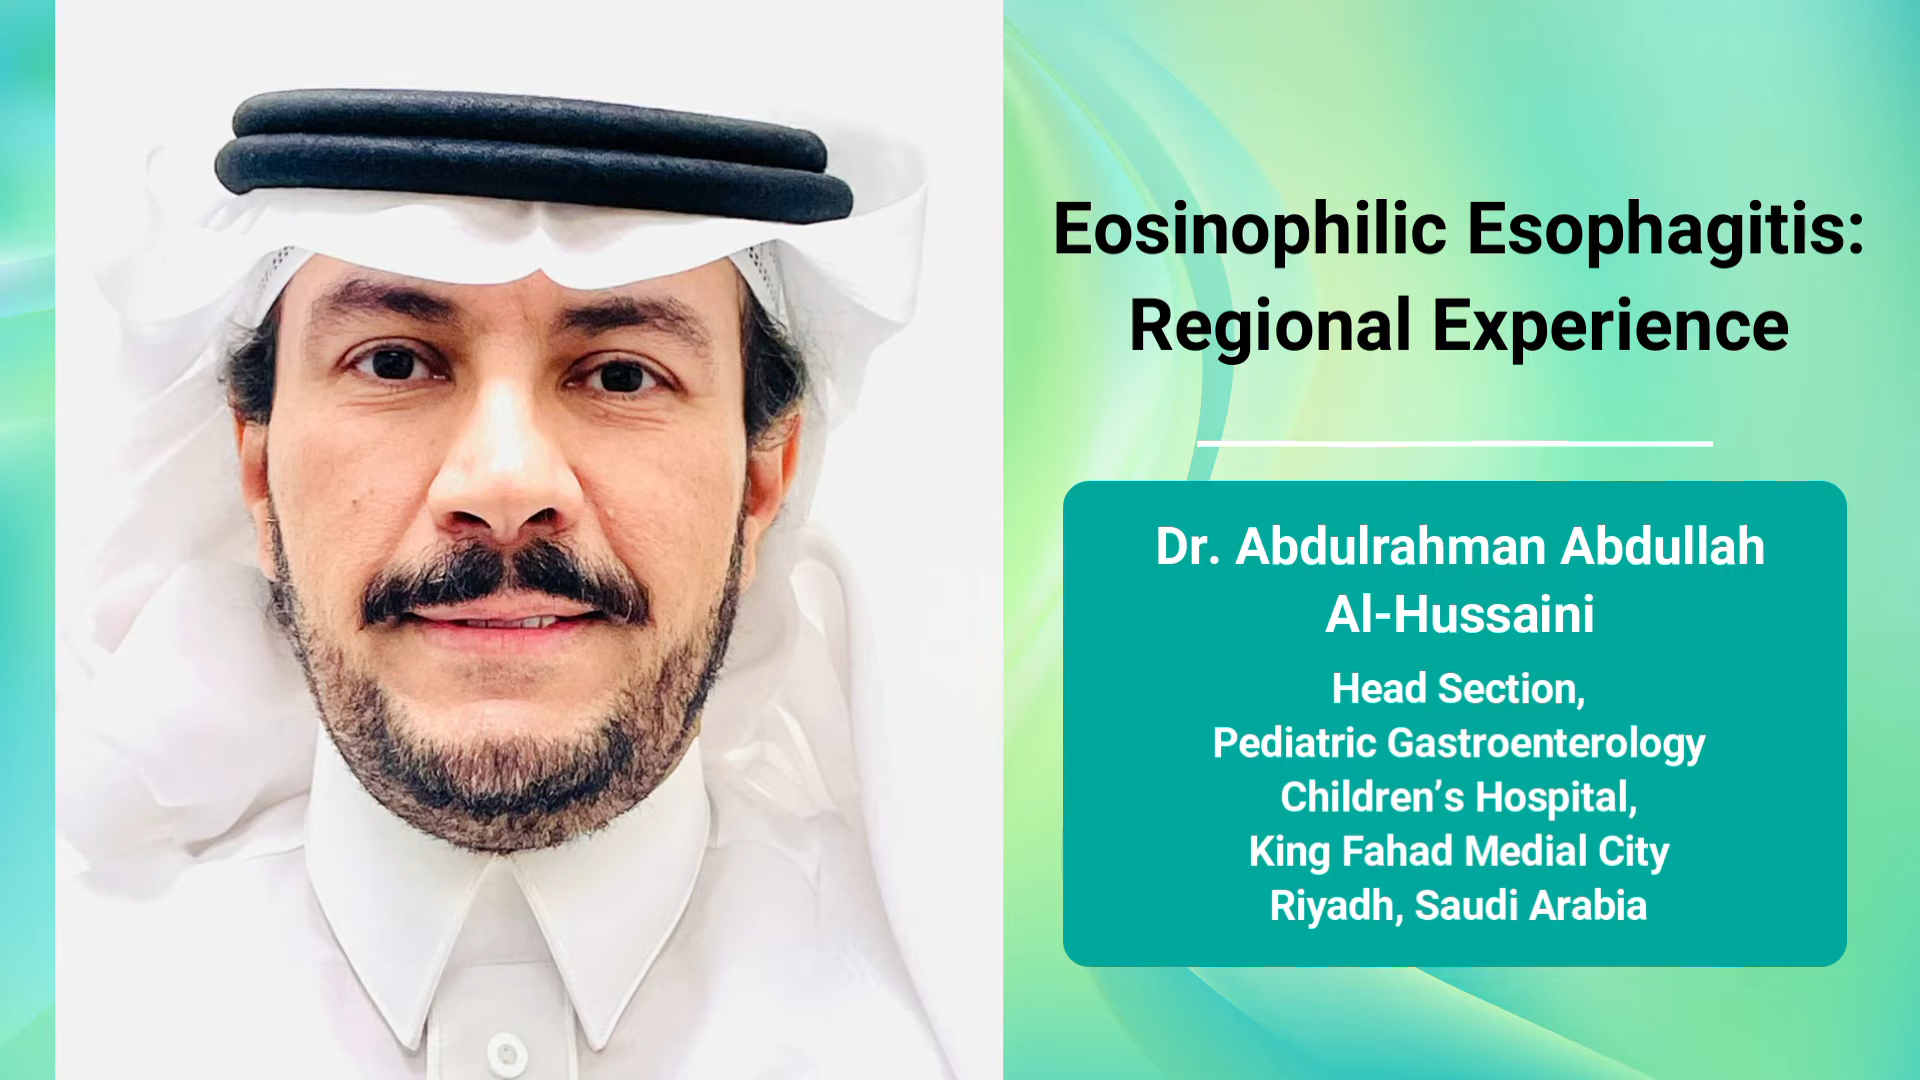 Eosinophilic Esophagitis:
Regional Experience
Dr. Abdulrahman Abdullah
Al-Hussaini
Head Section,
Pediatric Gastroenterology
Children’s Hospital,
King Fahad Medial City
Riyadh, Saudi Arabia